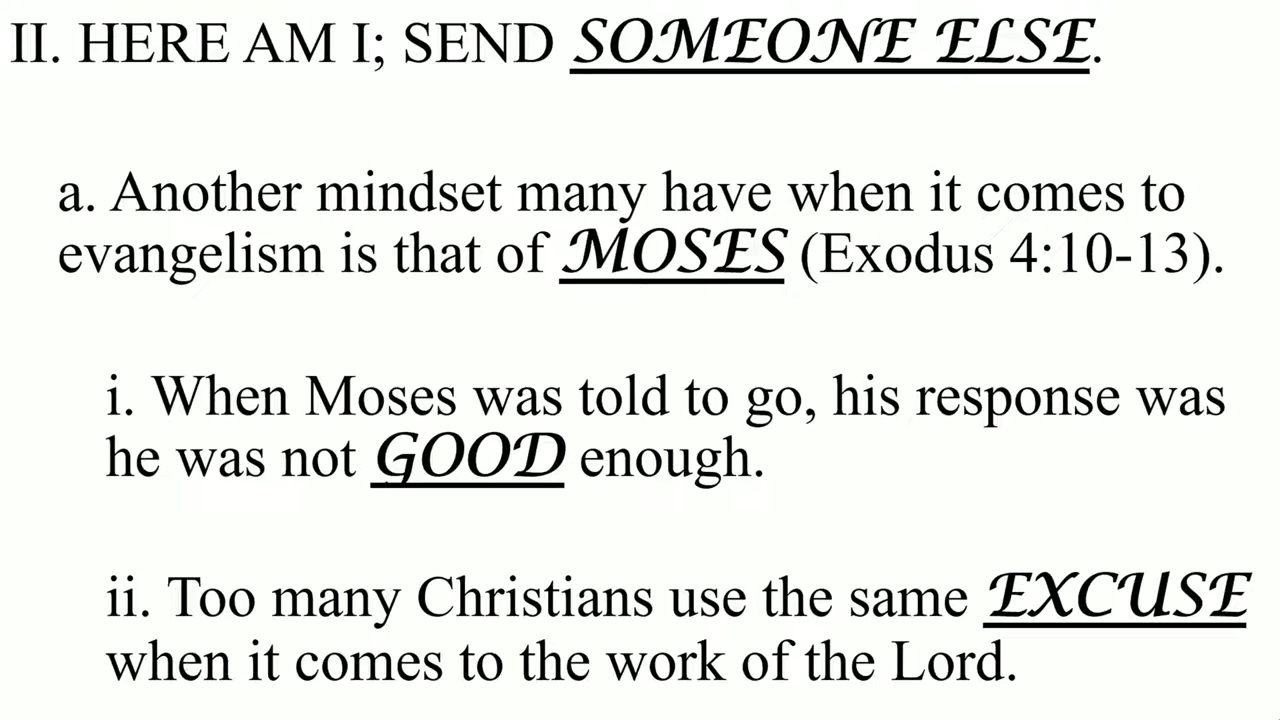 II. HERE AM I; SEND SOMEONE ELSE.
a. Another mindset many have when it comes to
evangelism is that of MOSES (Exodus 4:10-13).
i. When Moses was told to go, his response was
he was not GOOD enough.
ii. Too many Christians use the same EXCUSE
when it comes to the work of the Lord.